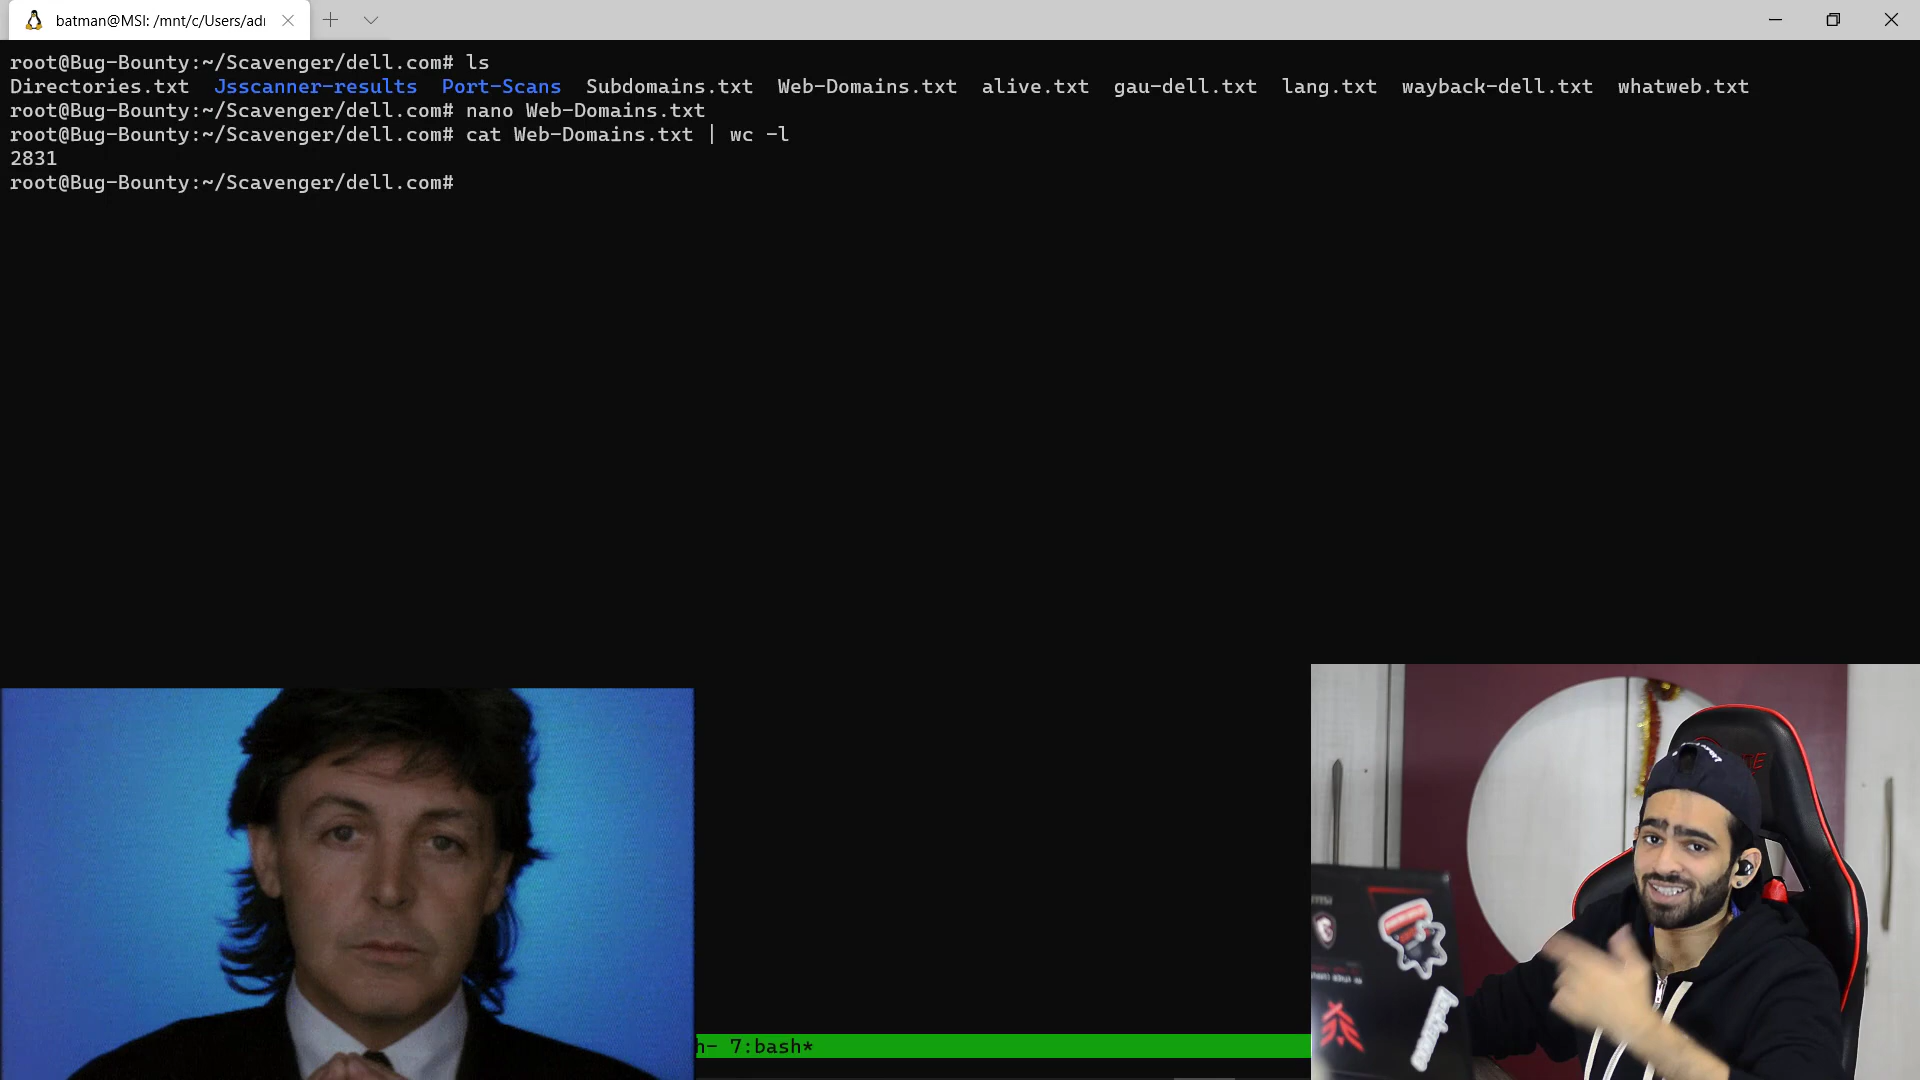 batman@MSI: /mnt/c/Users/adı
root@Bug-Bounty:~/Scavenger/dell.com# ls
Directories.txt Jsscanner-results Port-Scans Subdomains.txt Web-Domains.txt alive.txt gau-dell.txt lang.txt wayback-dell.txt whatweb.txt
root@Bug-Bounty:~/Scavenger/dell.com# nano Web-Domains.txt
root@Bug-Bounty:~/Scavenger/dell.com# cat Web-Domains.txt | wc -l
2831
root@Bug-Bounty:~/Scavenger/dell.com#
h- 7:bash*